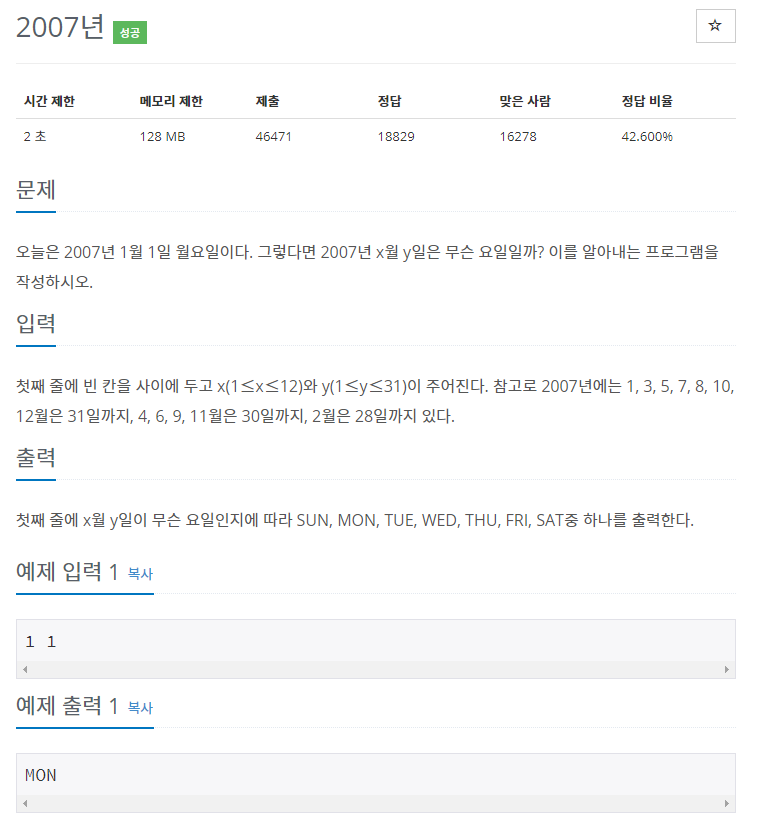 2007년 성공
☆
시간 제한 메모리 제한 제출 정답 맞은 사람 정답 비율
2 초 128 MB 46471 18829 16278 42.600%
문제
오늘은 2007년 1월 1일 월요일이다. 그렇다면 2007년 x월 y일은 무슨 요일일까? 이를 알아내는 프로그램을
작성하시오.
입력
첫째 줄에 빈 칸을 사이에 두고 x(1≤x≤12)와 y(1≤y≤31)이 주어진다. 참고로 2007년에는 1, 3, 5, 7, 8, 10,
12월은 31일까지, 4, 6, 9, 11월은 30일까지, 2월은 28일까지 있다.
출력
첫째 줄에 x월 y일이 무슨 요일인지에 따라 SUN, MON, TUE, WED, THU, FRI, SAT중 하나를 출력한다.
예제 입력 1 복사
1 1
예제 출력 1 복사
MON